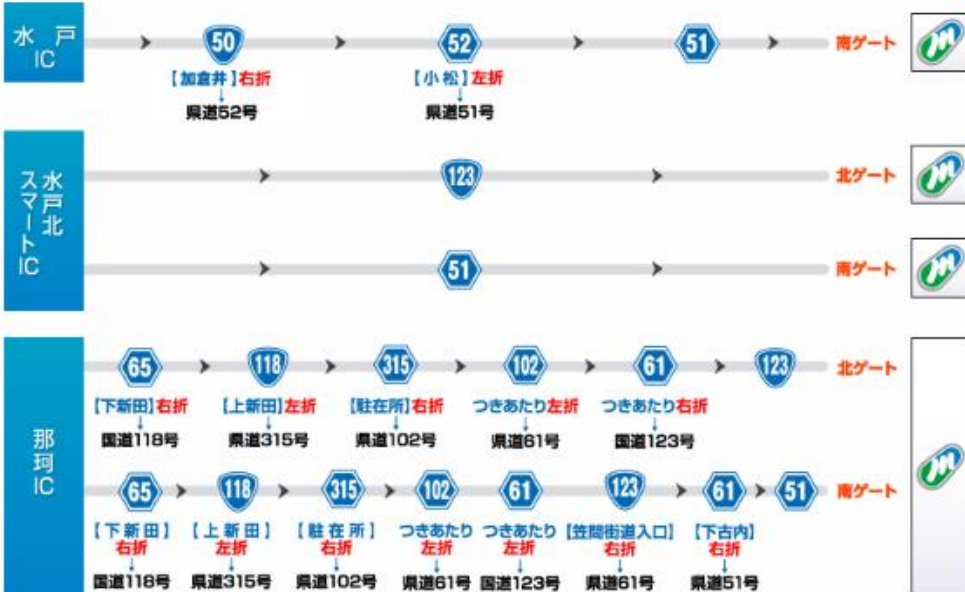 水戸
IC
50
52
51
南ゲート
【加倉井】右折
【小松】左折
県道52号
県道51号
水戸北
スマートIC
123
北ゲート
51
南ゲート
那珂IC
65
118
315
102
61
123
北ゲート
【下新田】右折
【上新田】左折
【駐在所】右折
つきあたり左折
つきあたり右折
国道118号
県道315号
県道102号
県道61号
国道123号
65
118
315
102
61
123
61
51
南ゲート
【下新田】
【上新田】
【駐在所】
つきあたり
つきあたり
【笠間街道入口】
【下古内】
右折
左折
右折
左折
左折
右折
右折
国道118号
県道315号
県道102号
県道61号
国道123号
県道61号
県道51号